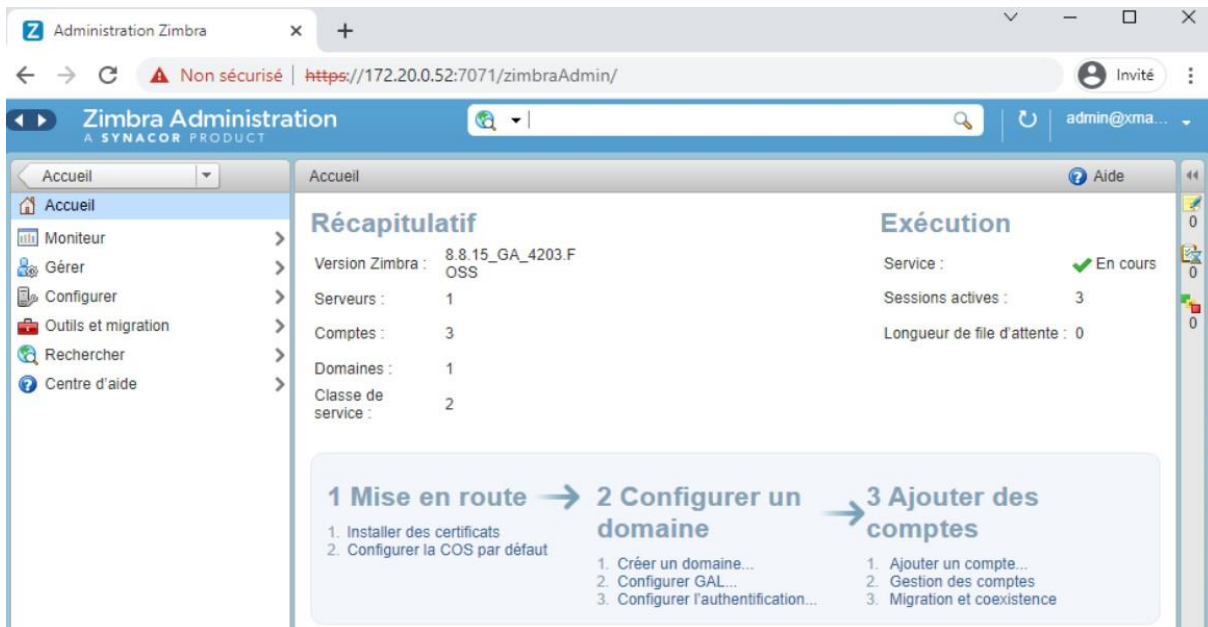 Administration Zimbra
Non sécurisé | https://172.20.0.52:7071/zimbraAdmin/
Invité
Zimbra Administration
A SYNACOR PRODUCT
admin@xma...
Accueil
Accueil
Aide
Accueil
Moniteur
Gérer
Configurer
Outils et migration
Rechercher
Centre d'aide
Récapitulatif
Version Zimbra : 8.8.15_GA_4203.F
OSS
Serveurs : 1
Comptes : 3
Domaines : 1
Classe de
service : 2
Exécution
Service : En cours
Sessions actives : 3
Longueur de file d'attente : 0
0
0
0
1 Mise en route
1. Installer des certificats
2. Configurer la COS par défaut
2 Configurer un
domaine
1. Créer un domaine...
2. Configurer GAL...
3. Configurer l'authentification...
3 Ajouter des
comptes
1. Ajouter un compte...
2. Gestion des comptes
3. Migration et coexistence